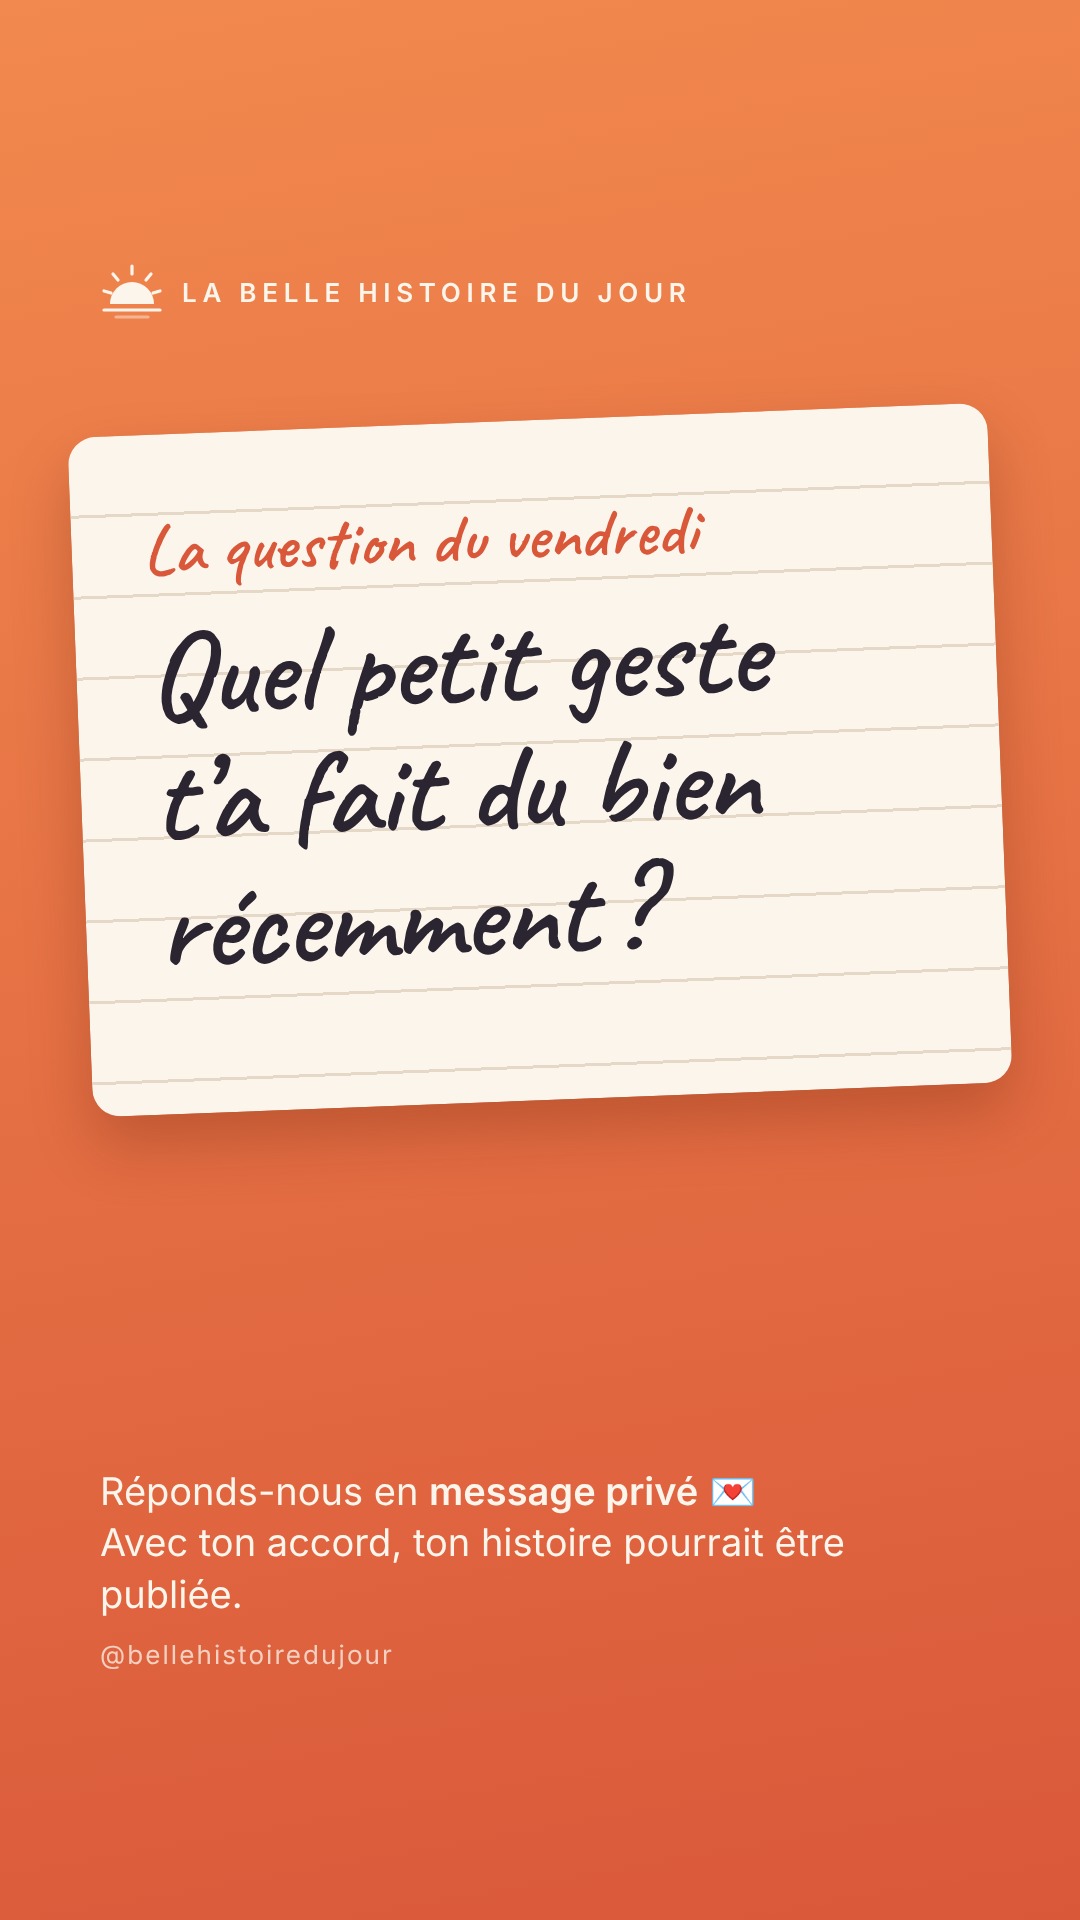 LA BELLE HISTOIRE DU JOUR
La question du vendredi
Quel petit geste
t’a fait du bien
récemment ?
Réponds-nous en message privé 💌
Avec ton accord, ton histoire pourrait être
publiée.
@bellehistoiredujour